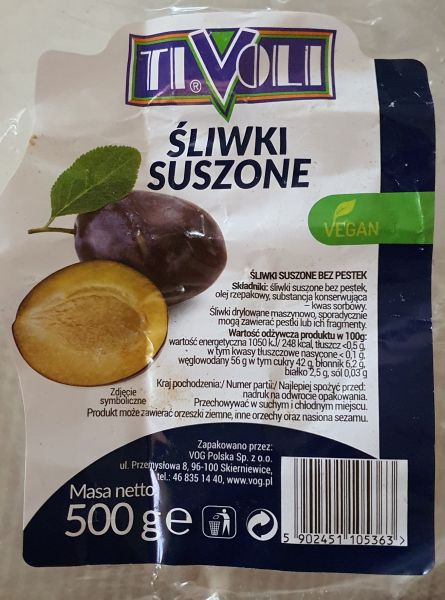 TIVOLI
®
ŚLIWKI
SUSZONE
VEGAN
ŚLIWKI SUSZONE BEZ PESTEK
Składniki: śliwki suszone bez pestek,
olej rzepakowy, substancja konserwująca
– kwas sorbowy.
Śliwki drylowane maszynowo, sporadycznie
mogą zawierać pestki lub ich fragmenty.
Wartość odżywcza produktu w 100g:
wartość energetyczna 1050 kJ/ 248 kcal, tłuszcz <0,5 g,
w tym kwasy tłuszczowe nasycone < 0,1 g,
węglowodany 56 g w tym cukry 42 g, błonnik 6,2 g,
białko 2,5 g, sól 0,03 g
Zdjęcie
symboliczne
Kraj pochodzenia:/ Numer partii:/ Najlepiej spożyć przed:
nadruk na odwrocie opakowania.
Przechowywać w suchym i chłodnym miejscu.
Produkt może zawierać orzeszki ziemne, inne orzechy oraz nasiona sezamu.
Zapakowano przez:
VOG Polska Sp. z o.o.
ul. Przemysłowa 8, 96-100 Skierniewice,
tel.: 46 835 14 40, www.vog.pl
Masa netto
500 g e
5 902451 105363 >